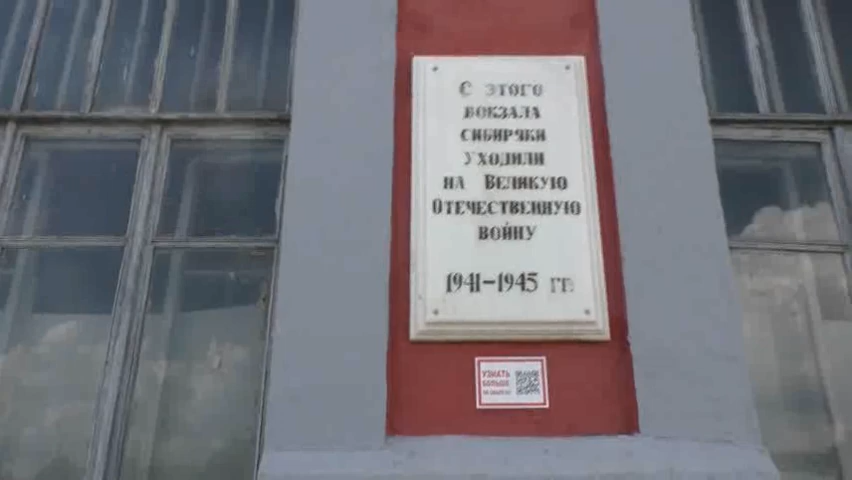 С ЭТОГО
ВОКЗАЛА
СИБИРЯКИ
УХОДИЛИ
НА ВЕЛИКУЮ
ОТЕЧЕСТВЕННУЮ
ВОЙНУ
1941-1945 ГГ.
УЗНАТЬ
БОЛЬШЕ